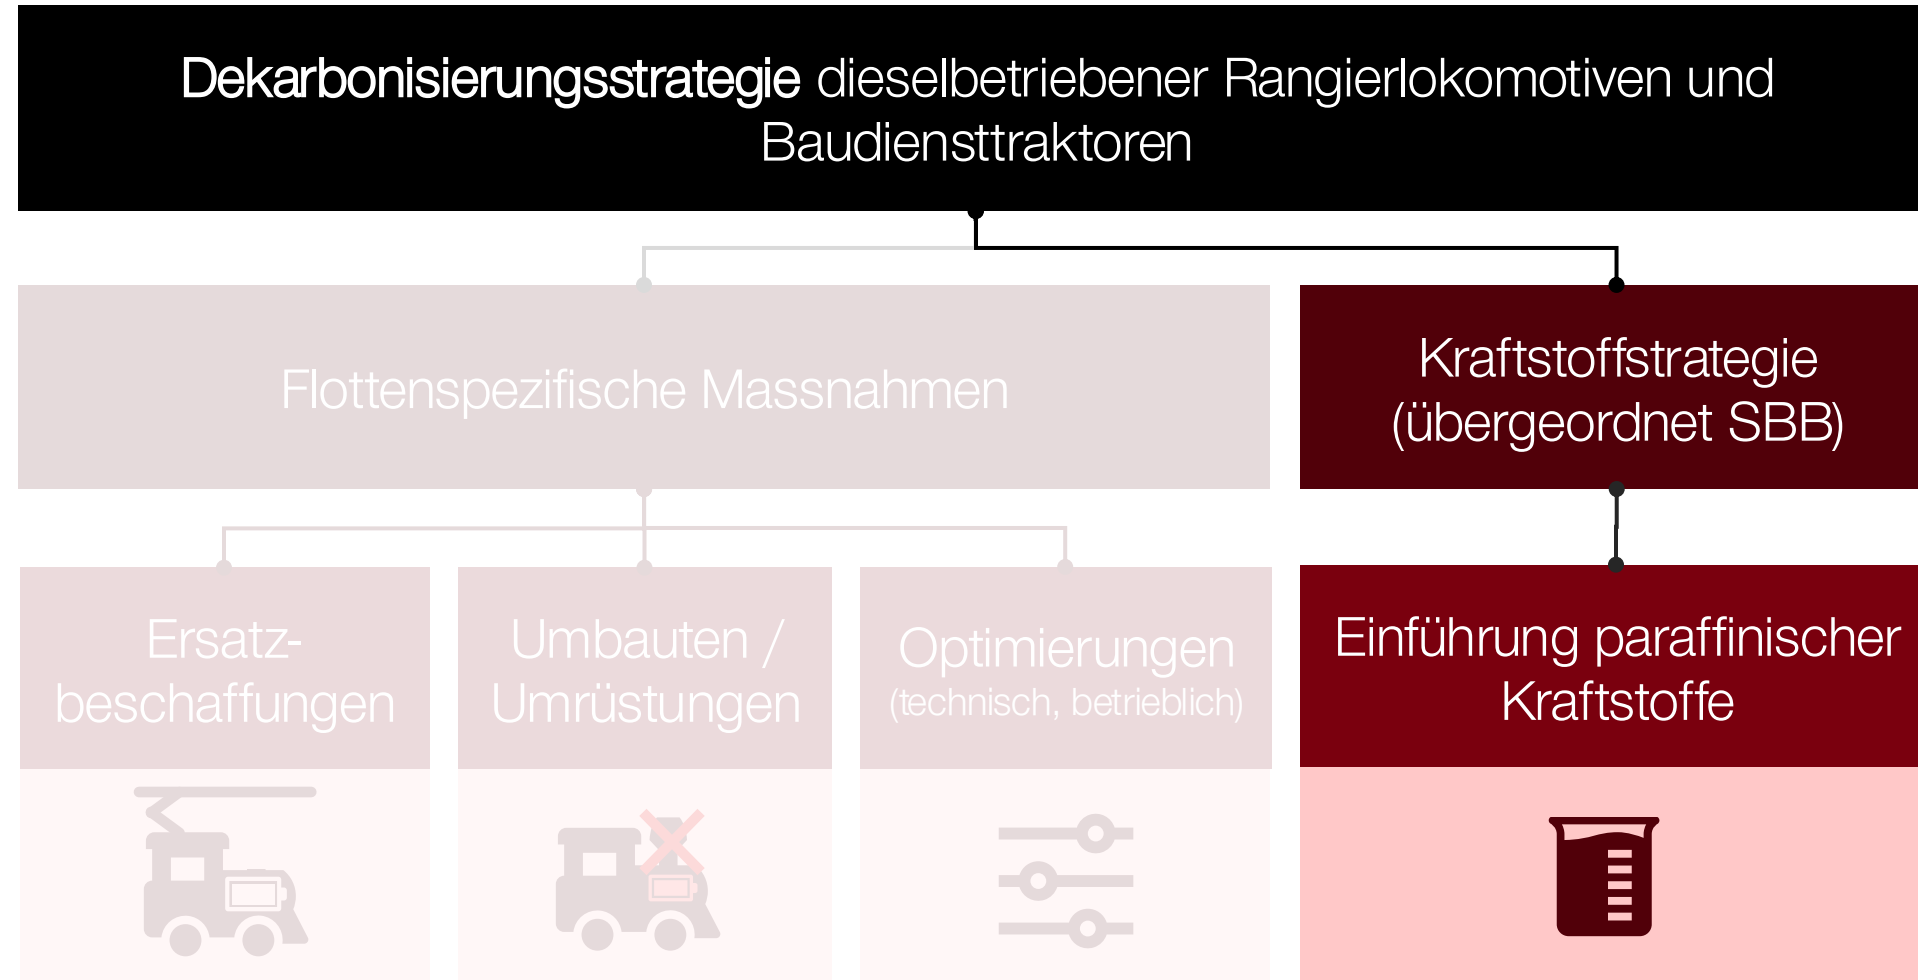 Dekarbonisierungsstrategie dieselbetriebener Rangierlokomotiven und
Baudiensttraktoren
Flottenspezifische Massnahmen
Kraftstoffstrategie
(übergeordnet SBB)
Ersatz-
beschaffungen
Umbauten /
Umrüstungen
Optimierungen
(technisch, betrieblich)
Einführung paraffinischer
Kraftstoffe